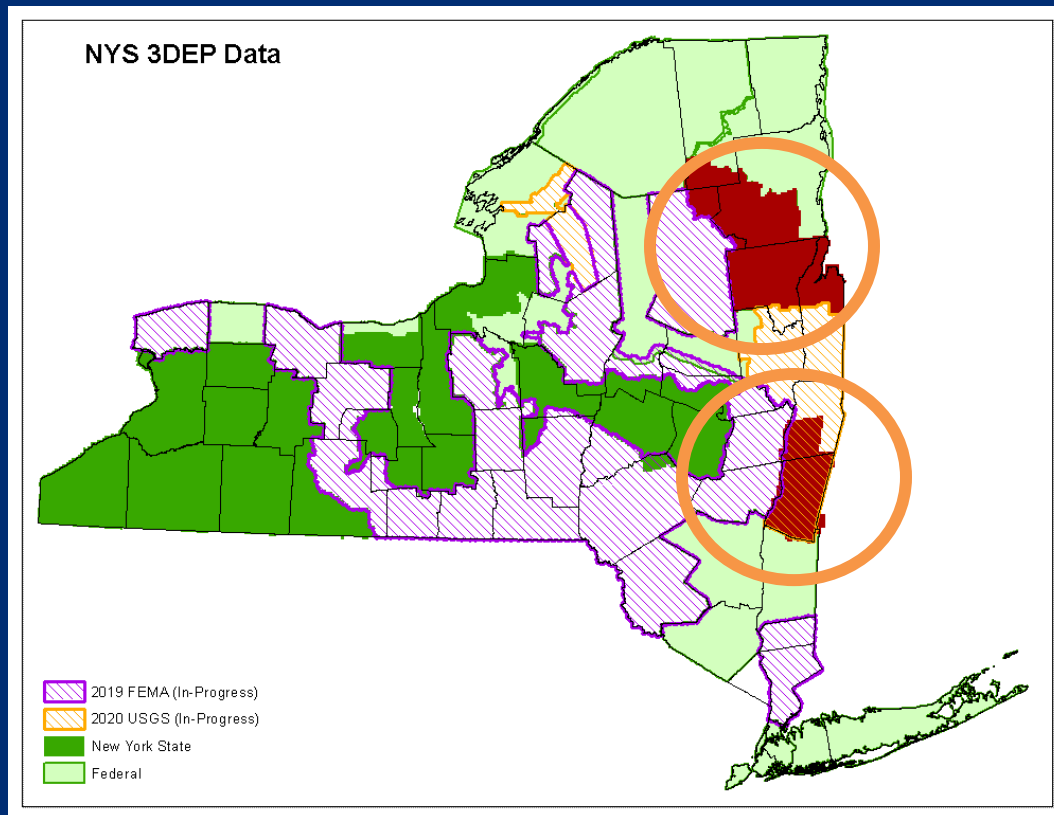 NYS 3DEP Data
2019 FEMA (In-Progress)
2020 USGS (In-Progress)
New York State
Federal